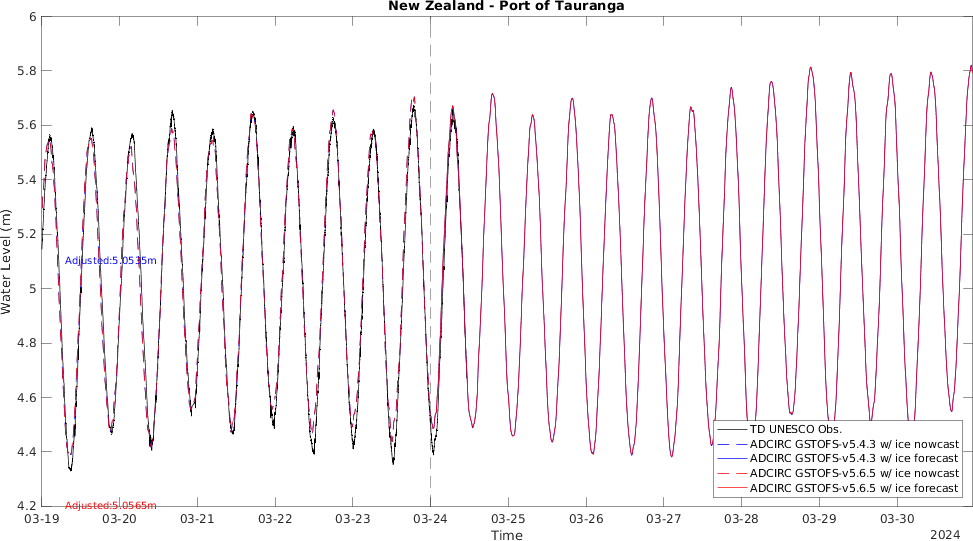 New Zealand - Port of Tauranga
6
5.8
5.6
5.4
5.2
5
4.8
4.6
4.4
4.2
Water Level (m)
Adjusted:5.0535m
Adjusted:5.0565m
TD UNESCO Obs.
ADCIRC GSTOFS-v5.4.3 w/ ice nowcast
ADCIRC GSTOFS-v5.4.3 w/ ice forecast
ADCIRC GSTOFS-v5.6.5 w/ ice nowcast
ADCIRC GSTOFS-v5.6.5 w/ ice forecast
03-19 03-20 03-21 03-22 03-23 03-24 03-25 03-26 03-27 03-28 03-29 03-30
Time
2024